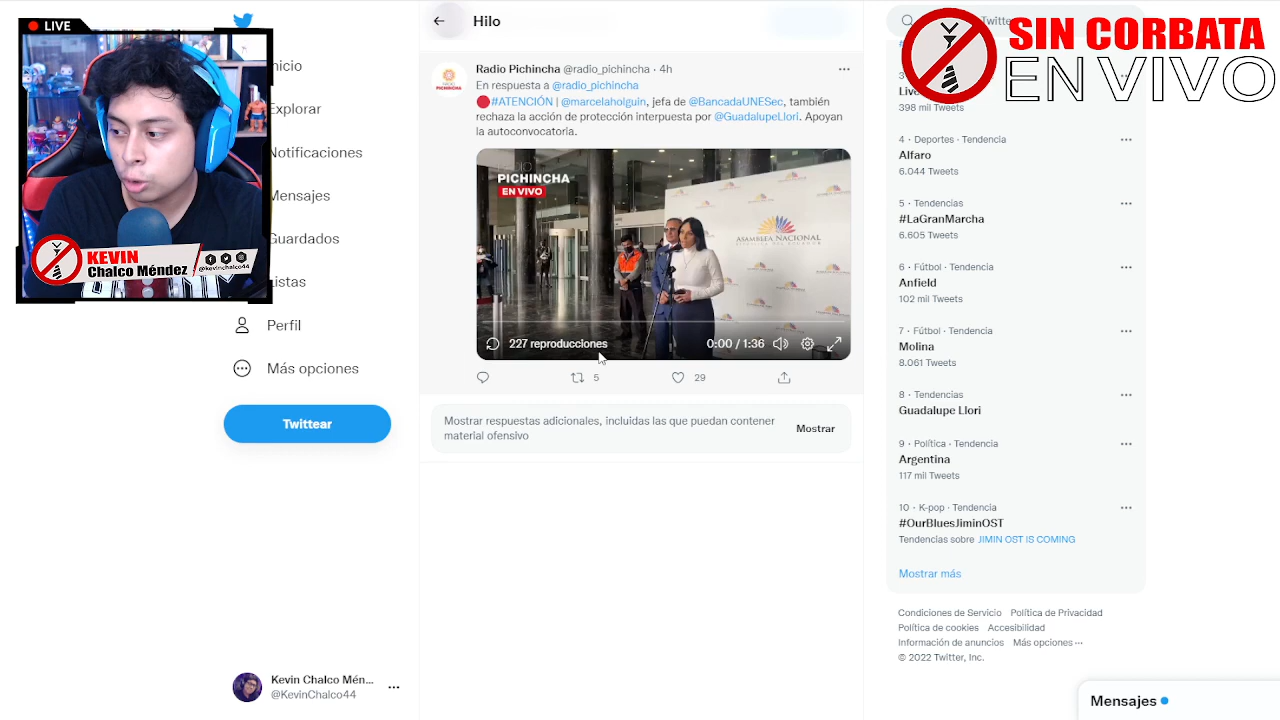 LIVE
KEVIN
Chalco Méndez
@kevinchalco44
nicio
Explorar
Notificaciones
Mensajes
Guardados
istas
Perfil
Más opciones
Twittear
Kevin Chalco Mén...
@KevinChalco44
Hilo
Radio Pichincha @radio_pichincha · 4h
En respuesta a @radio_pichincha
#ATENCIÓN | @marcelaholguin, jefa de @BancadaUNESec, también
rechaza la acción de protección interpuesta por @GuadalupeLlori. Apoyan
la autoconvocatoria.
RADIO
PICHINCHA
EN VIVO
ASAMBLEA NACIONAL
227 reproducciones
0:00 / 1:36
5
29
Mostrar respuestas adicionales, incluidas las que puedan contener
material ofensivo
Mostrar
SIN CORBATA
EN VIVO
Twitte
3
Live
398 mil Tweets
4 · Deportes · Tendencia
Alfaro
6.044 Tweets
5 · Tendencias
#LaGranMarcha
6.605 Tweets
6 · Fútbol · Tendencia
Anfield
102 mil Tweets
7 · Fútbol · Tendencia
Molina
8.061 Tweets
8 · Tendencias
Guadalupe Llori
9 · Política · Tendencia
Argentina
117 mil Tweets
10 · K-pop · Tendencia
#OurBluesJiminOST
Tendencias sobre JIMIN OST IS COMING
Mostrar más
Condiciones de Servicio Política de Privacidad
Política de cookies Accesibilidad
Información de anuncios Más opciones ···
© 2022 Twitter, Inc.
Mensajes